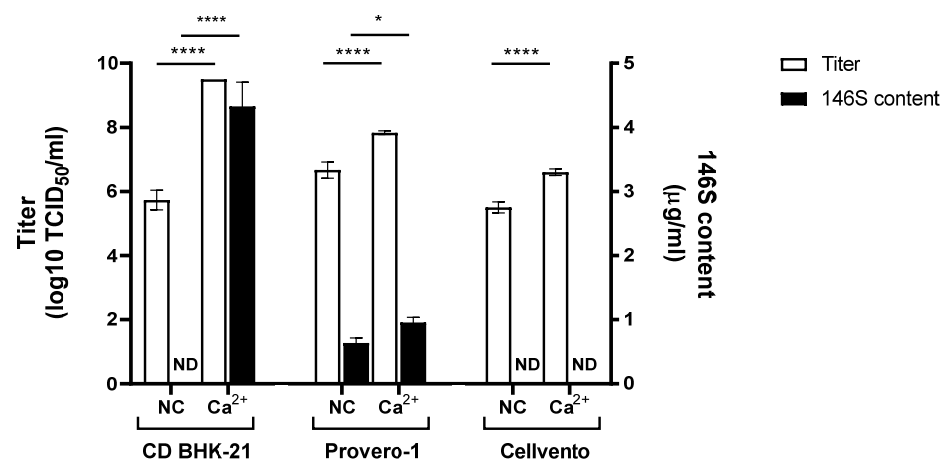 ****
*
****
****
****
10
8
6
4
2
0
Titer
(log10 TCID50/ml)
5
4
3
2
1
0
146S content
(μg/ml)
Titer
146S content
ND
ND
ND
NC Ca2+ NC Ca2+ NC Ca2+
CD BHK-21 Provero-1 Cellvento